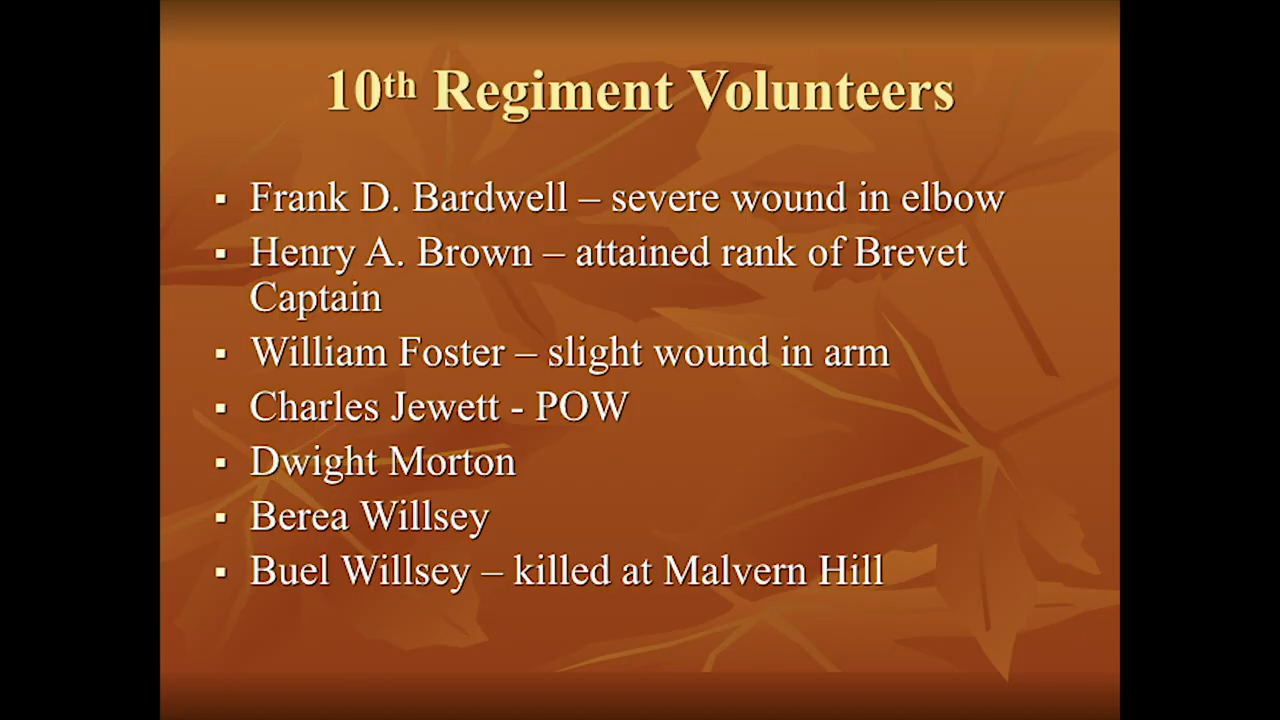 10th Regiment Volunteers
▪ Frank D. Bardwell – severe wound in elbow
▪ Henry A. Brown – attained rank of Brevet
Captain
▪ William Foster – slight wound in arm
▪ Charles Jewett - POW
▪ Dwight Morton
▪ Berea Willsey
▪ Buel Willsey – killed at Malvern Hill